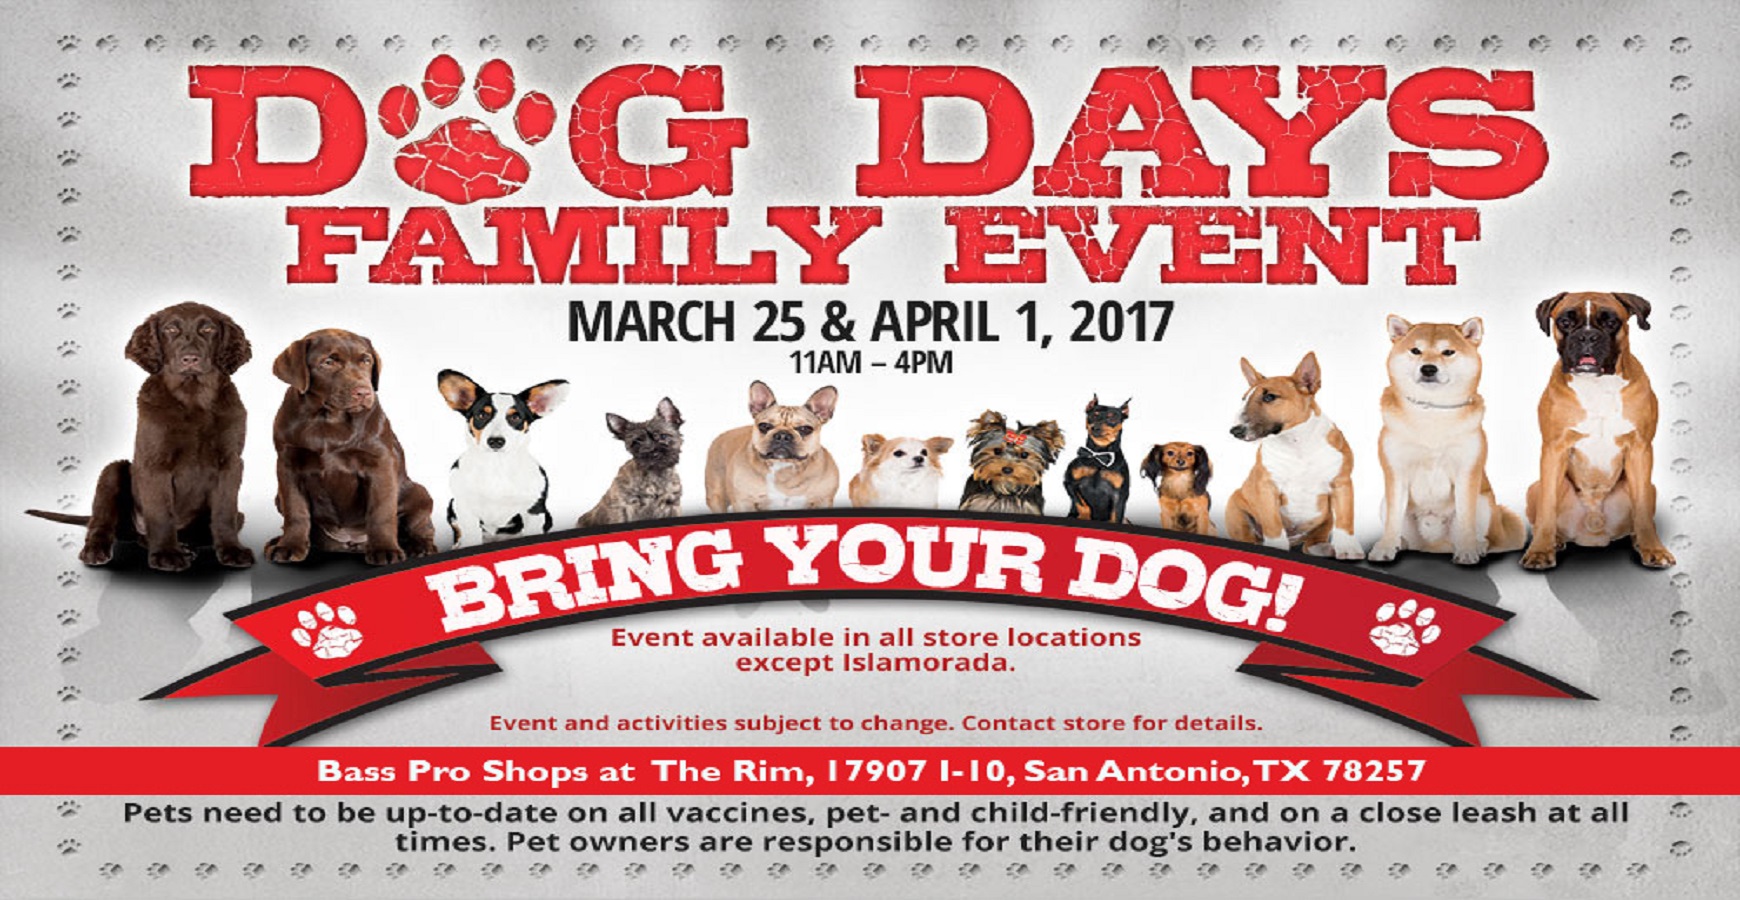 DOG DAYS
FAMILY EVENT
MARCH 25 & APRIL 1, 2017
11AM – 4PM
BRING YOUR DOG!
Event available in all store locations
except Islamorada.
Event and activities subject to change. Contact store for details.
Bass Pro Shops at The Rim, 17907 I-10, San Antonio, TX 78257
Pets need to be up-to-date on all vaccines, pet- and child-friendly, and on a close leash at all
times. Pet owners are responsible for their dog's behavior.